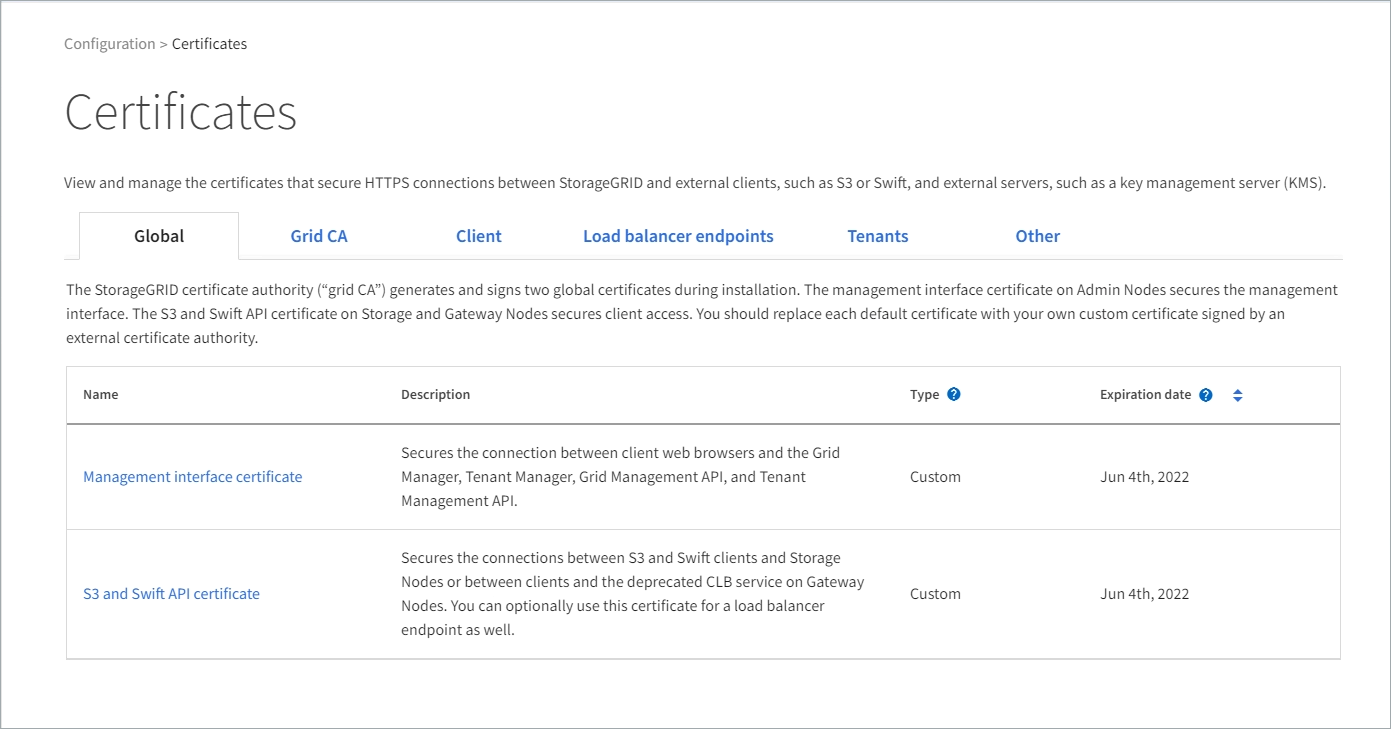 Configuration > Certificates
Certificates
View and manage the certificates that secure HTTPS connections between StorageGRID and external clients, such as S3 or Swift, and external servers, such as a key management server (KMS).
Global Grid CA Client Load balancer endpoints Tenants Other
The StorageGRID certificate authority (“grid CA”) generates and signs two global certificates during installation. The management interface certificate on Admin Nodes secures the management
interface. The S3 and Swift API certificate on Storage and Gateway Nodes secures client access. You should replace each default certificate with your own custom certificate signed by an
external certificate authority.
Name Description Type ? Expiration date ?
Management interface certificate
Secures the connection between client web browsers and the Grid
Manager, Tenant Manager, Grid Management API, and Tenant
Management API.
Custom
Jun 4th, 2022
S3 and Swift API certificate
Secures the connections between S3 and Swift clients and Storage
Nodes or between clients and the deprecated CLB service on Gateway
Nodes. You can optionally use this certificate for a load balancer
endpoint as well.
Custom
Jun 4th, 2022